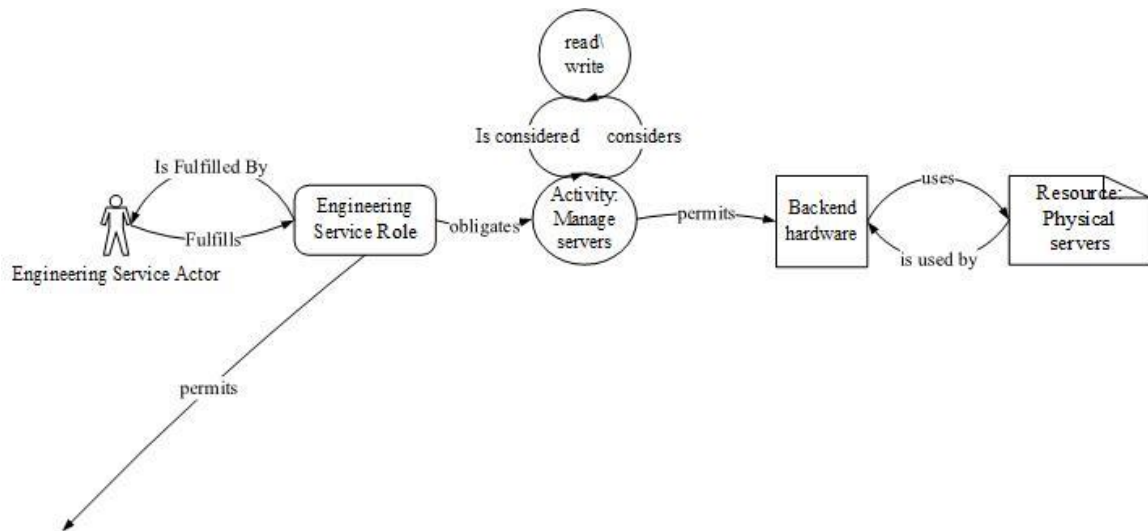 read\
write
Is considered
considers
Is Fulfilled By
Fulfills
Engineering Service Actor
Engineering
Service Role
obligates
Activity:
Manage
servers
permits
Backend
hardware
uses
is used by
Resource:
Physical
servers
permits